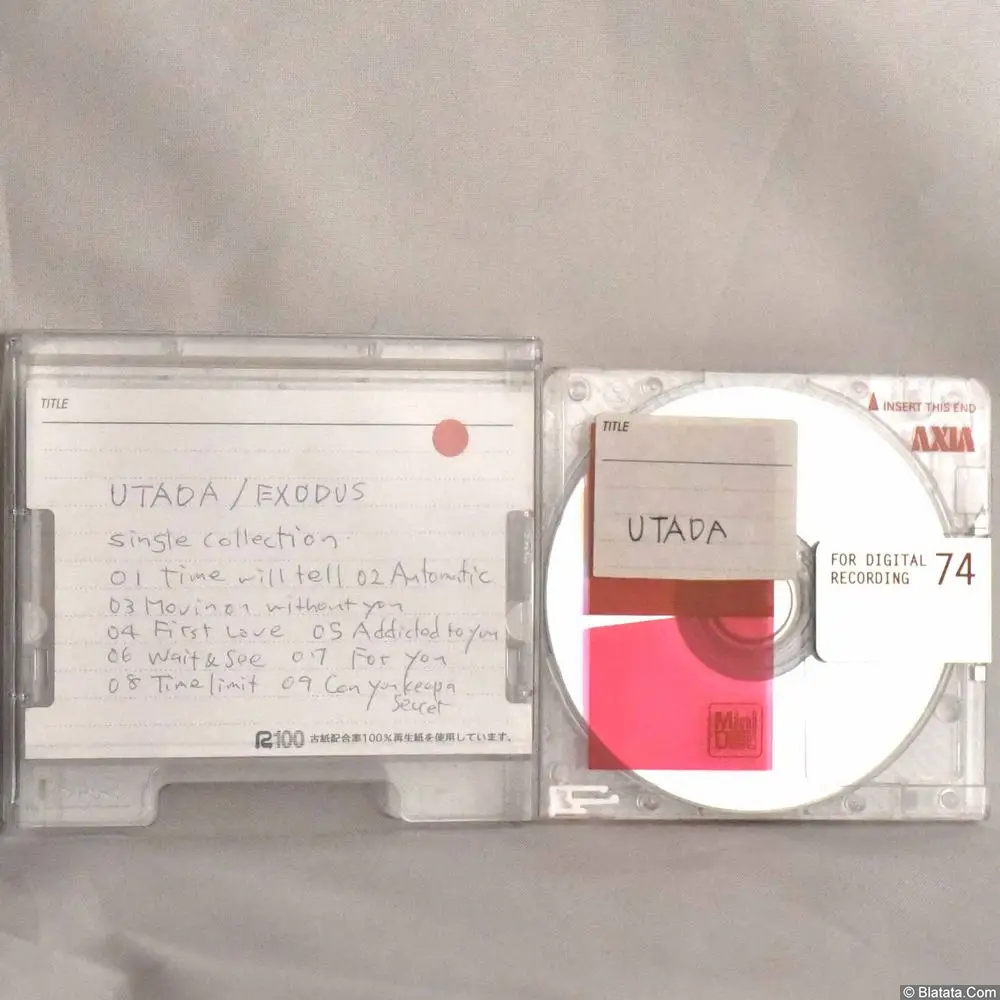 TITLE
UTADA / EXODUS
single collection.
01 time will tell 02 Automatic
03 Movin on without you
04 First Love 05 Addicted to you
06 Wait & See 07 For you
08 Time limit 09 Can you keep a
Secret
R100 古紙配合率100%再生紙を使用しています。
INSERT THIS END
AXIA
TITLE
UTADA
FOR DIGITAL
RECORDING 74
Mini
Disc
© Blatata.Com